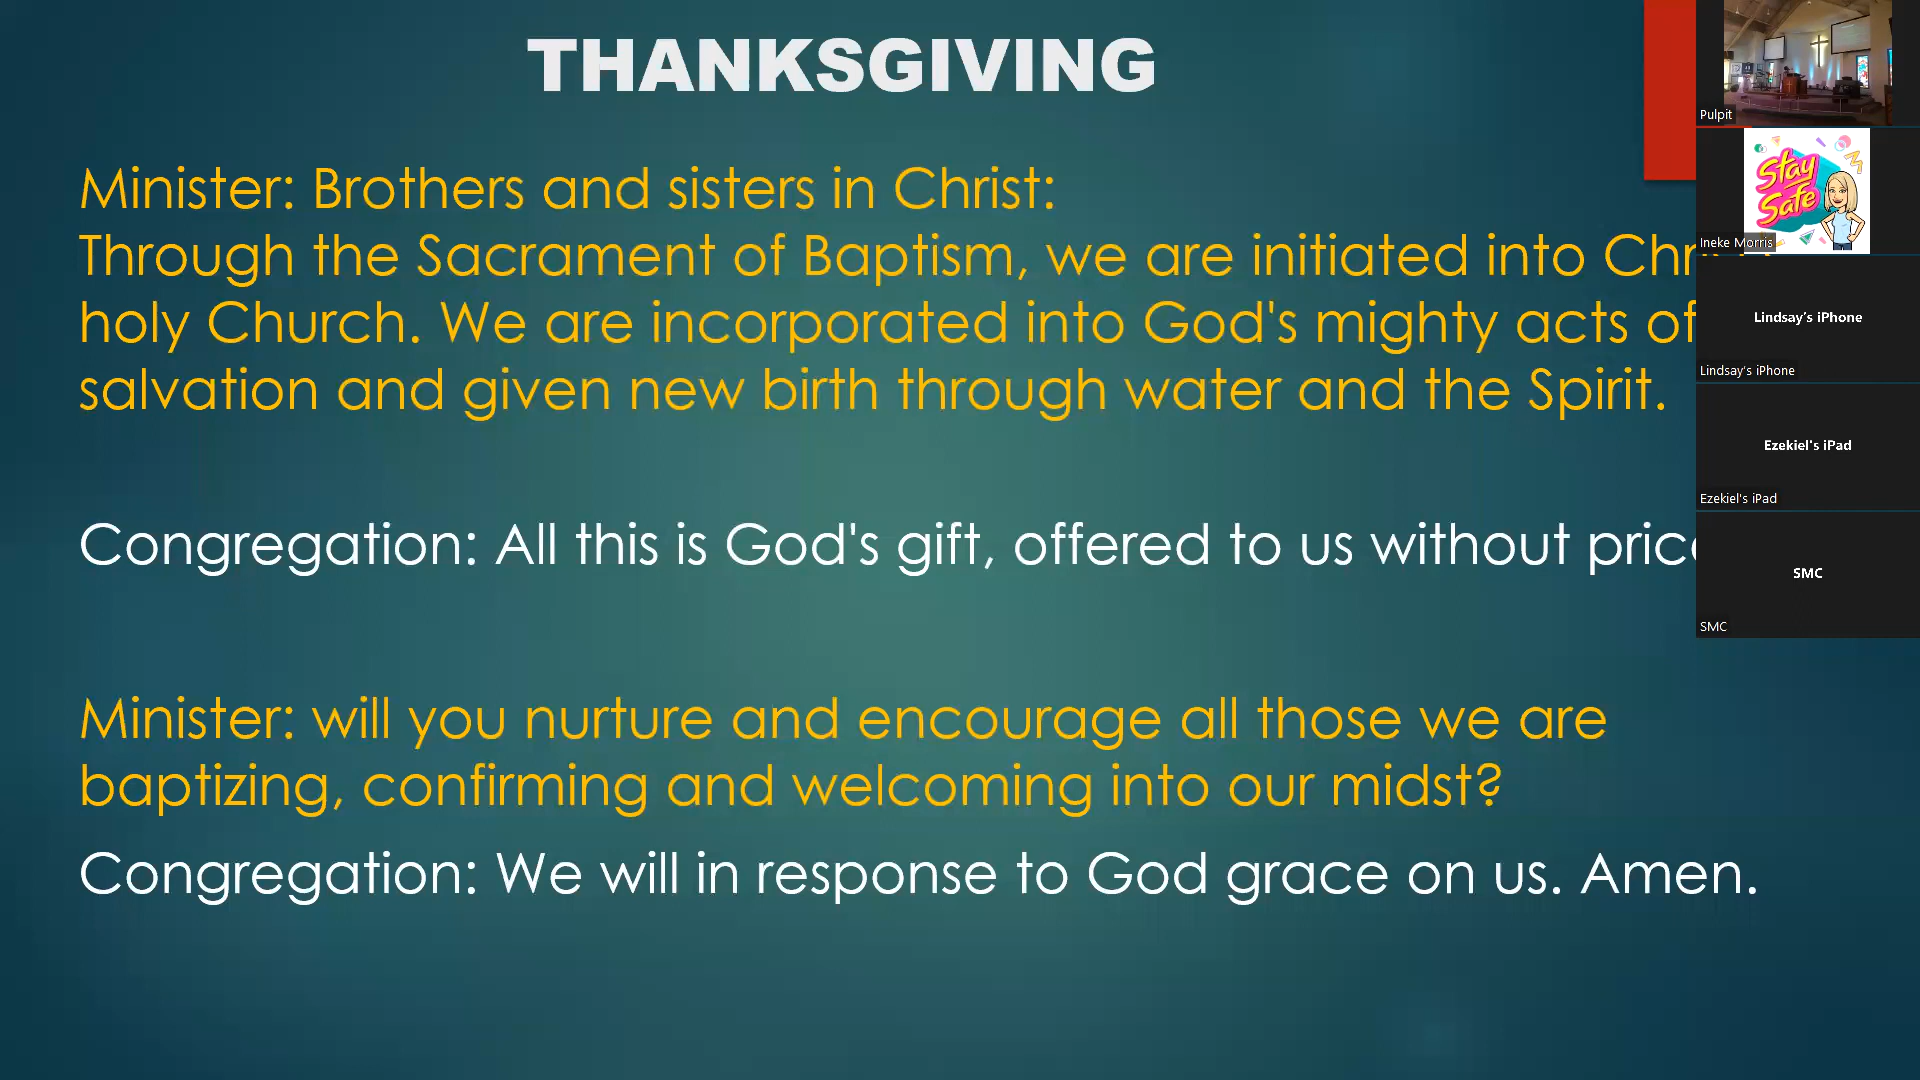 THANKSGIVING
Minister: Brothers and sisters in Christ:
Through the Sacrament of Baptism, we are initiated into
holy Church. We are incorporated into God's mighty acts of
salvation and given new birth through water and the Spirit.
Congregation: All this is God's gift, offered to us without
Minister: will you nurture and encourage all those we are
baptizing, confirming and welcoming into our midst?
Congregation: We will in response to God grace on us. Amen.
Pulpit
Stay
Safe
Ineke Morris
Lindsay's iPhone
Lindsay's iPhone
Ezekiel's iPad
Ezekiel's iPad
SMC
SMC